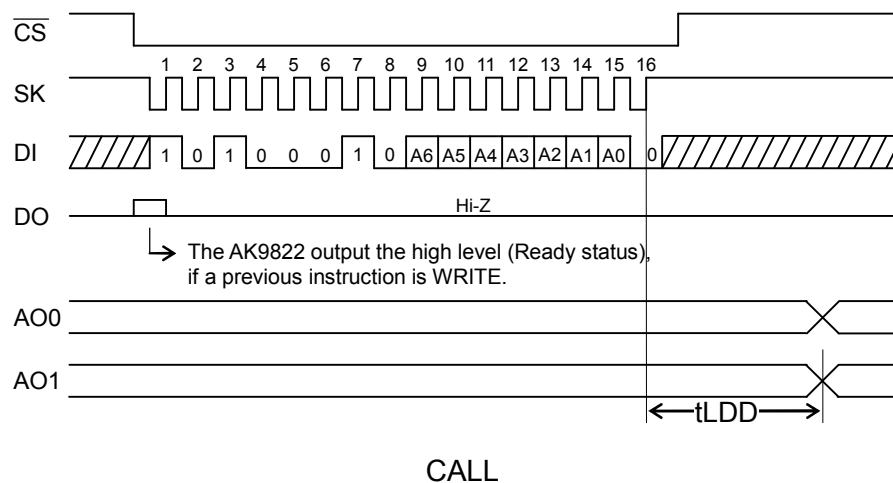 CS
1 2 3 4 5 6 7 8 9 10 11 12 13 14 15 16
SK
DI 1 0 1 0 0 0 1 0 A6 A5 A4 A3 A2 A1 A0 0
DO Hi-Z
The AK9822 output the high level (Ready status),
if a previous instruction is WRITE.
AO0
AO1
tLDD
CALL